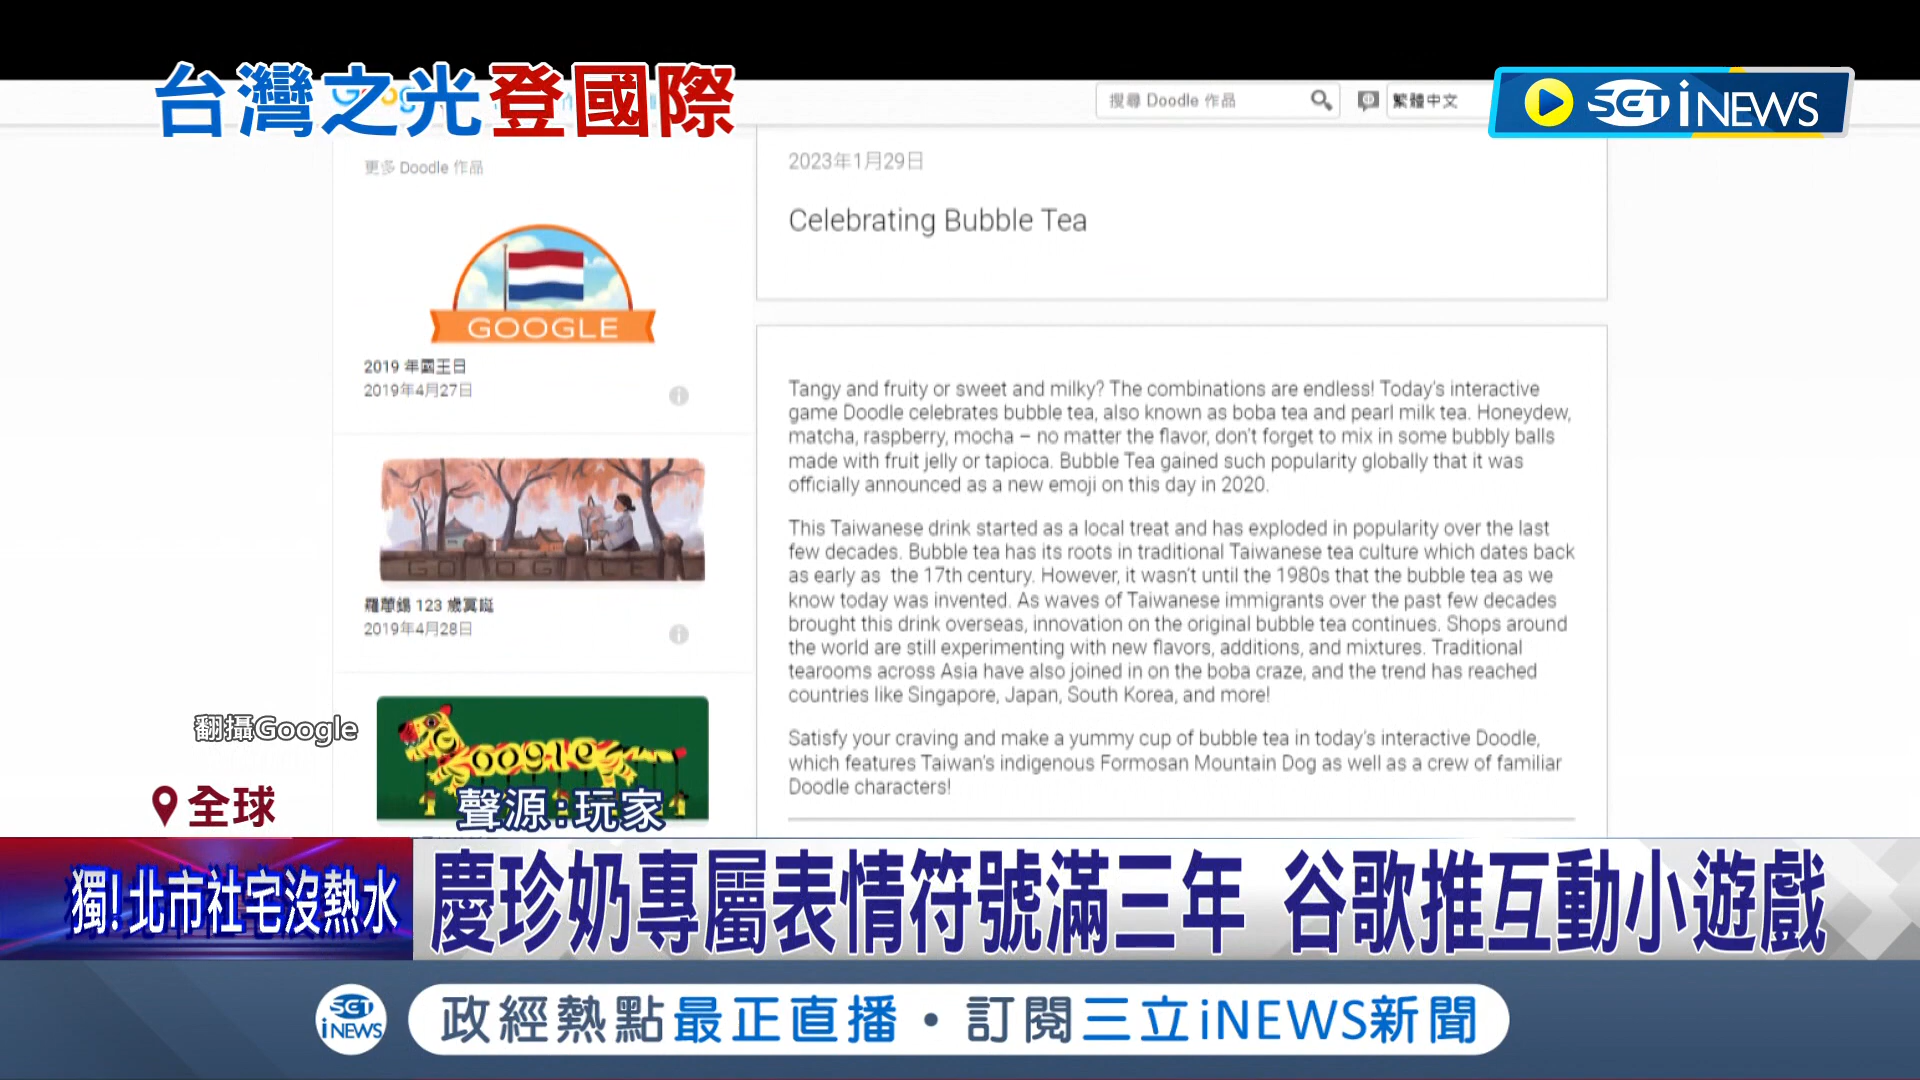 台灣之光登國際
搜尋 Doodle 作品
繁體中文
SET iNEWS
更多 Doodle 作品
GOOGLE
2019 年國王日
2019年4月27日
GOOGLE
羅蕙錫 123 歲冥誕
2019年4月28日
Google
2023年1月29日
Celebrating Bubble Tea
Tangy and fruity or sweet and milky? The combinations are endless! Today's interactive
game Doodle celebrates bubble tea, also known as boba tea and pearl milk tea. Honeydew,
matcha, raspberry, mocha – no matter the flavor, don't forget to mix in some bubbly balls
made with fruit jelly or tapioca. Bubble Tea gained such popularity globally that it was
officially announced as a new emoji on this day in 2020.
This Taiwanese drink started as a local treat and has exploded in popularity over the last
few decades. Bubble tea has its roots in traditional Taiwanese tea culture which dates back
as early as  the 17th century. However, it wasn't until the 1980s that the bubble tea as we
know today was invented. As waves of Taiwanese immigrants over the past few decades
brought this drink overseas, innovation on the original bubble tea continues. Shops around
the world are still experimenting with new flavors, additions, and mixtures. Traditional
tearooms across Asia have also joined in on the boba craze, and the trend has reached
countries like Singapore, Japan, South Korea, and more!
Satisfy your craving and make a yummy cup of bubble tea in today's interactive Doodle,
which features Taiwan's indigenous Formosan Mountain Dog as well as a crew of familiar
Doodle characters!
翻攝Google
全球
聲源:玩家
獨!北市社宅沒熱水
慶珍奶專屬表情符號滿三年 谷歌推互動小遊戲
SET iNEWS
政經熱點最正直播・訂閱三立iNEWS新聞